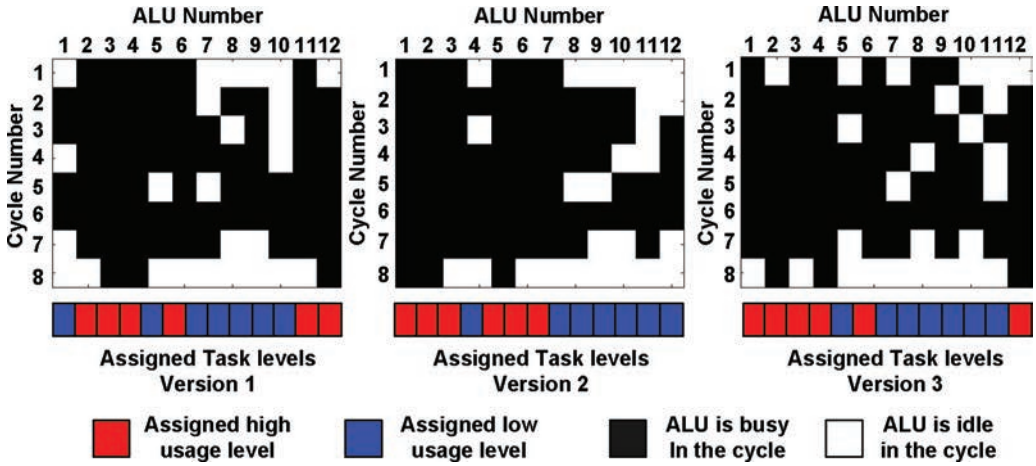 ALU Number
1 2 3 4 5 6 7 8 9 10 11 12
Cycle Number
1
2
3
4
5
6
7
8
Assigned Task levels
Version 1
ALU Number
1 2 3 4 5 6 7 8 9 10 11 12
Cycle Number
1
2
3
4
5
6
7
8
Assigned Task levels
Version 2
ALU Number
1 2 3 4 5 6 7 8 9 10 11 12
Cycle Number
1
2
3
4
5
6
7
8
Assigned Task levels
Version 3
Assigned high
usage level
Assigned low
usage level
ALU is busy
In the cycle
ALU is idle
in the cycle